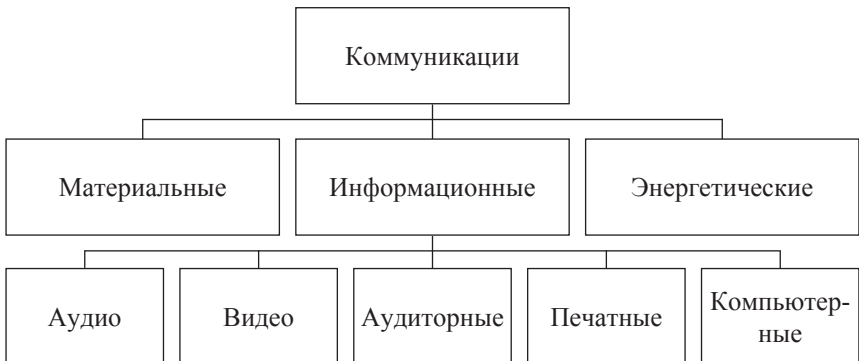 Коммуникации
Материальные
Информационные
Энергетические
Аудио
Видео
Аудиторные
Печатные
Компьютер-
ные